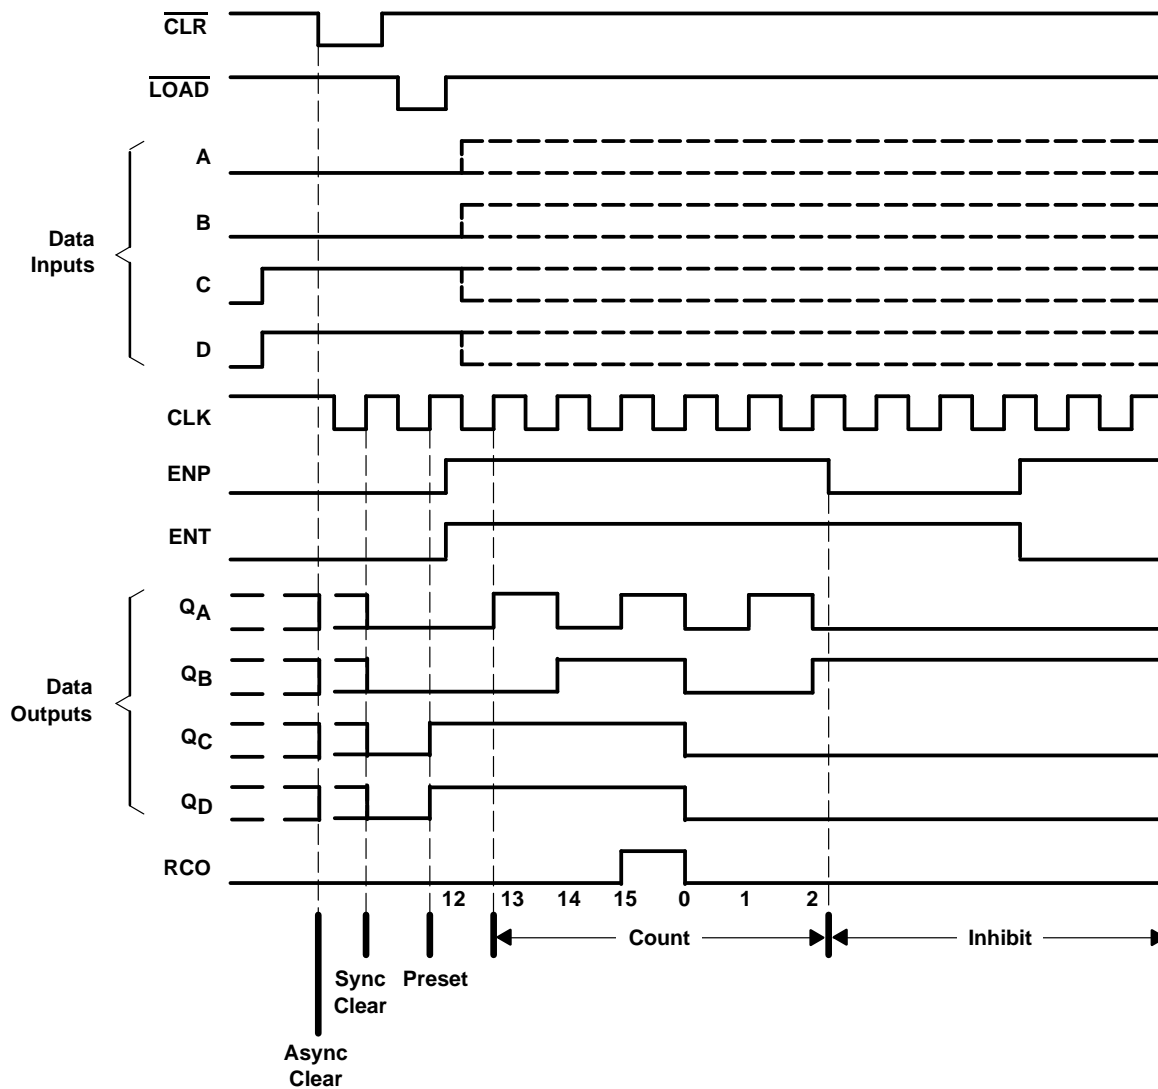 CLR
LOAD
A
B
Data
Inputs
C
D
CLK
ENP
ENT
QA
QB
Data
Outputs
QC
QD
RCO
12 13 14 15 0 1 2
Count Inhibit
Sync Preset
Clear
Async
Clear